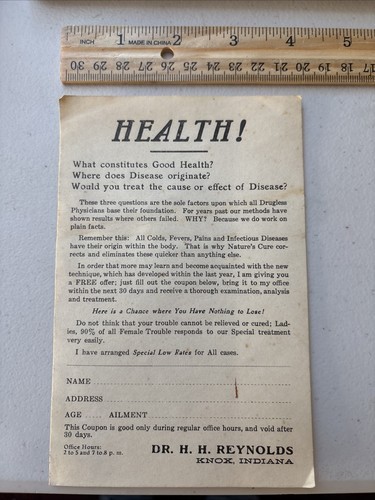 INCH 1 MADE IN CHINA 2 3 4 5
30 29 28 27 26 25 24 23 22 21 20 19 18 17
HEALTH!
What constitutes Good Health?
Where does Disease originate?
Would you treat the cause or effect of Disease?
These three questions are the sole factors upon which all Drugless
Physicians base their foundation. For years past our methods have
shown results where others failed. WHY? Because we do work on
plain facts.
Remember this: All Colds, Fevers, Pains and Infectious Diseases
have their origin within the body. That is why Nature's Cure cor-
rects and eliminates these quicker than anything else.
In order that more may learn and become acquainted with the new
technique, which has developed within the last year, I am giving you
a FREE offer; just fill out the coupon below, bring it to my office
within the next 30 days and receive a thorough examination, analysis
and treatment.
Here is a Chance where You Have Nothing to Lose!
Do not think that your trouble cannot be relieved or cured; Lad-
ies, 90% of all Female Trouble responds to our Special treatment
very easily.
I have arranged Special Low Rates for All cases.
NAME
ADDRESS
AGE AILMENT
This Coupon is good only during regular office hours, and void after
30 days.
Office Hours:
2 to 5 and 7 to 8 p. m.
DR. H. H. REYNOLDS
KNOX, INDIANA